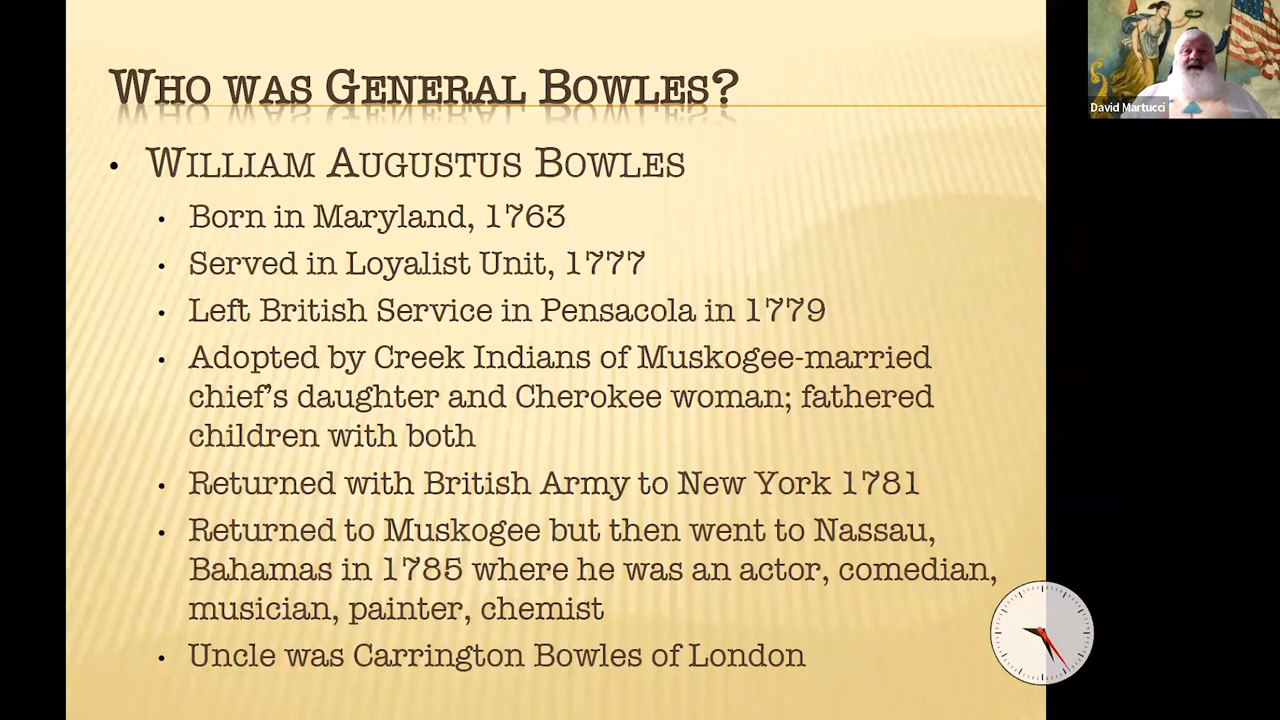 Who was General Bowles?
• William Augustus Bowles
• Born in Maryland, 1763
• Served in Loyalist Unit, 1777
• Left British Service in Pensacola in 1779
• Adopted by Creek Indians of Muskogee-married
chief's daughter and Cherokee woman; fathered
children with both
• Returned with British Army to New York 1781
• Returned to Muskogee but then went to Nassau,
Bahamas in 1785 where he was an actor, comedian,
musician, painter, chemist
• Uncle was Carrington Bowles of London
David Martucci